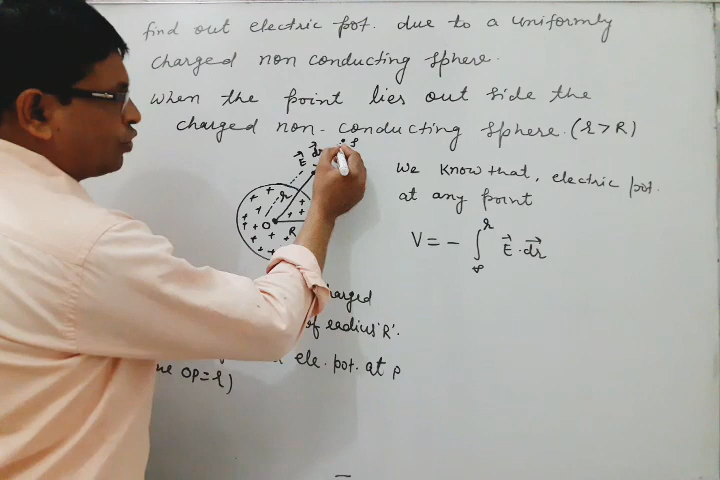 find out electric pot. due to a uniformly
charged non conducting sphere.
When the point lies out side the
charged non-conducting sphere. (r > R)
E dr
r
O R
We know that, electric pot.
at any point
V = - ∫ E . dr
r
∞
charged
of radius 'R'.
ele. pot. at P
OP = r)